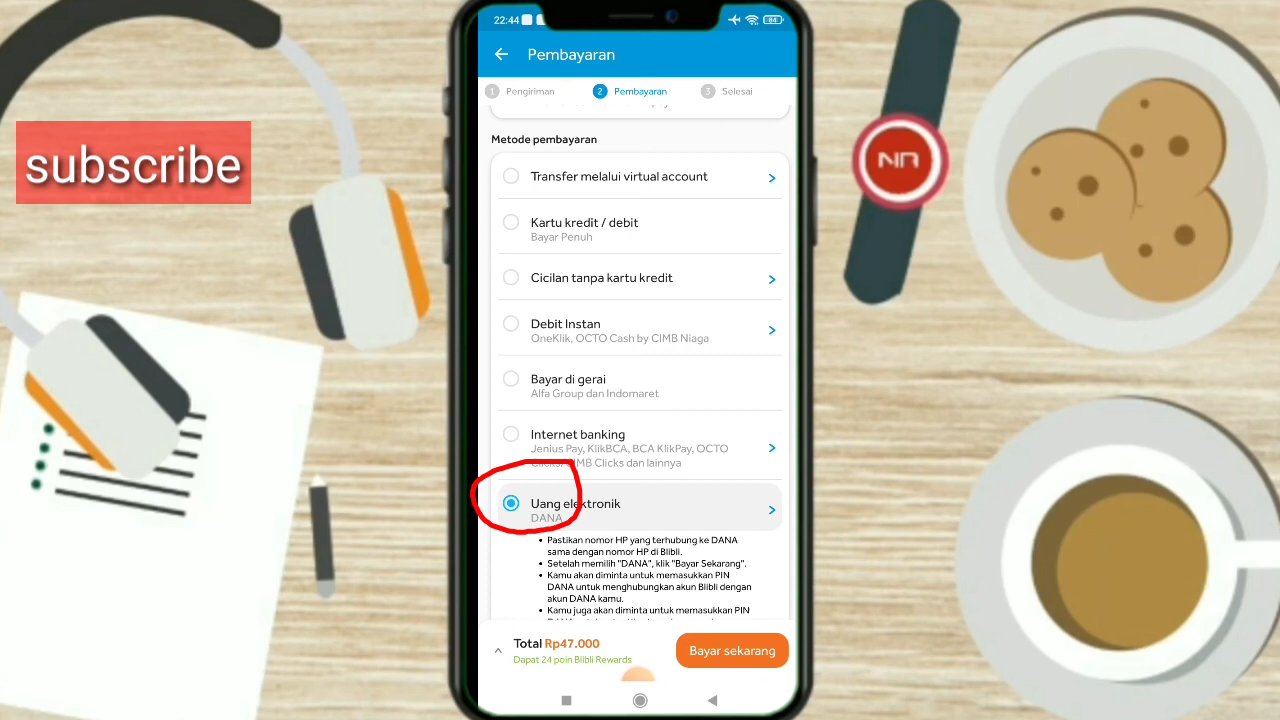 subscribe
22:44
84
Pembayaran
1 Pengiriman
2 Pembayaran
3 Selesai
Metode pembayaran
Transfer melalui virtual account
Kartu kredit / debit
Bayar Penuh
Cicilan tanpa kartu kredit
Debit Instan
OneKlik, OCTO Cash by CIMB Niaga
Bayar di gerai
Alfa Group dan Indomaret
Internet banking
Jenius Pay, KlikBCA, BCA KlikPay, OCTO
Clicks/CIMB Clicks dan lainnya
Uang elektronik
DANA
• Pastikan nomor HP yang terhubung ke DANA
sama dengan nomor HP di Blibli.
• Setelah memilih "DANA", klik "Bayar Sekarang".
• Kamu akan diminta untuk memasukkan PIN
DANA untuk menghubungkan akun Blibli dengan
akun DANA kamu.
• Kamu juga akan diminta untuk memasukkan PIN
Total Rp47.000
Dapat 24 poin Blibli Rewards
Bayar sekarang